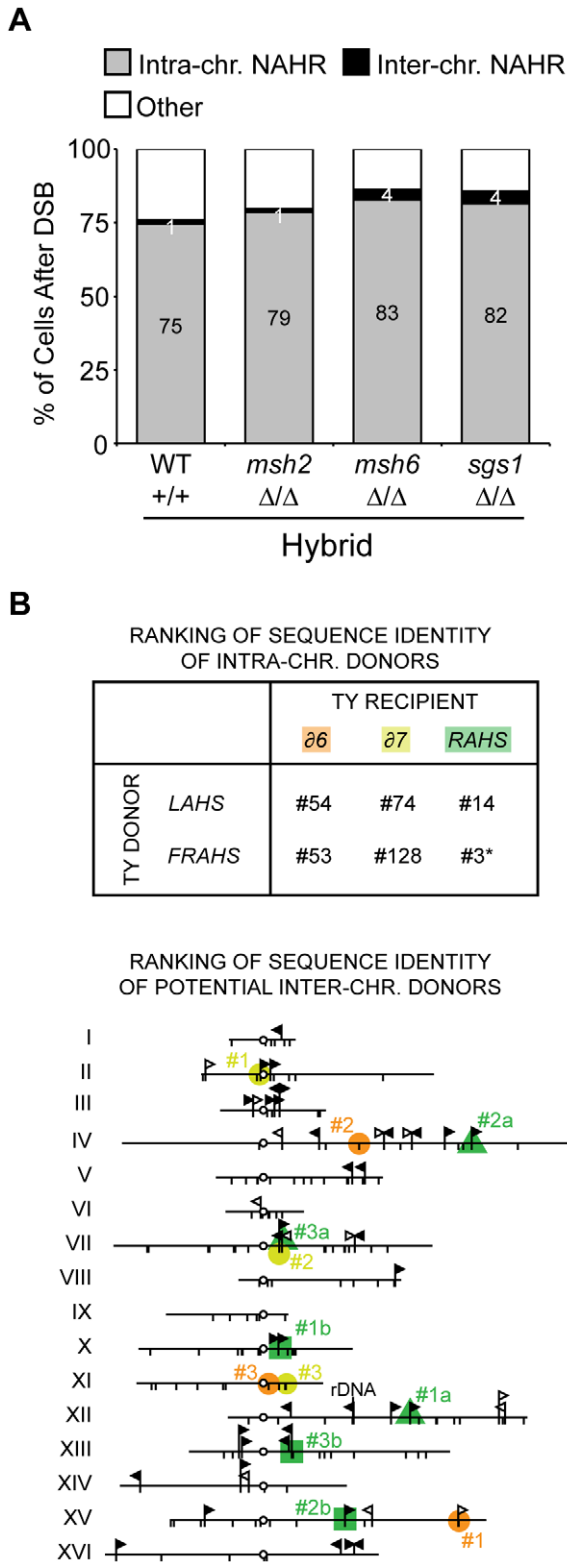 A
Intra-chr. NAHR
Inter-chr. NAHR
Other
% of Cells After DSB
100
75
50
25
0
1
1
4
4
75
79
83
82
WT
msh2
msh6
sgs1
+/+
Δ/Δ
Δ/Δ
Δ/Δ
Hybrid
B
RANKING OF SEQUENCE IDENTITY
OF INTRA-CHR. DONORS
TY RECIPIENT
∂6
∂7
RAHS
TY DONOR
LAHS
#54
#74
#14
FRAHS
#53
#128
#3*
RANKING OF SEQUENCE IDENTITY
OF POTENTIAL INTER-CHR. DONORS
I
II
#1
III
IV
#2
#2a
V
VI
VII
#3a
#2
VIII
IX
X
#1b
XI
#3
#3
rDNA
XII
#1a
XIII
#3b
XIV
XV
#2b
#1
XVI